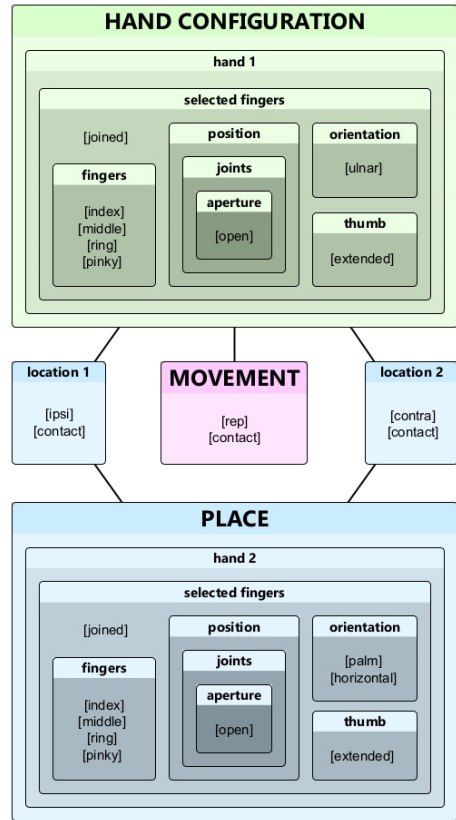 HAND CONFIGURATION
hand 1
selected fingers
[joined]
fingers
[index]
[middle]
[ring]
[pinky]
position
joints
aperture
[open]
orientation
[ulnar]
thumb
[extended]
location 1
[ipsi]
[contact]
MOVEMENT
[rep]
[contact]
location 2
[contra]
[contact]
PLACE
hand 2
selected fingers
[joined]
fingers
[index]
[middle]
[ring]
[pinky]
position
joints
aperture
[open]
orientation
[palm]
[horizontal]
thumb
[extended]